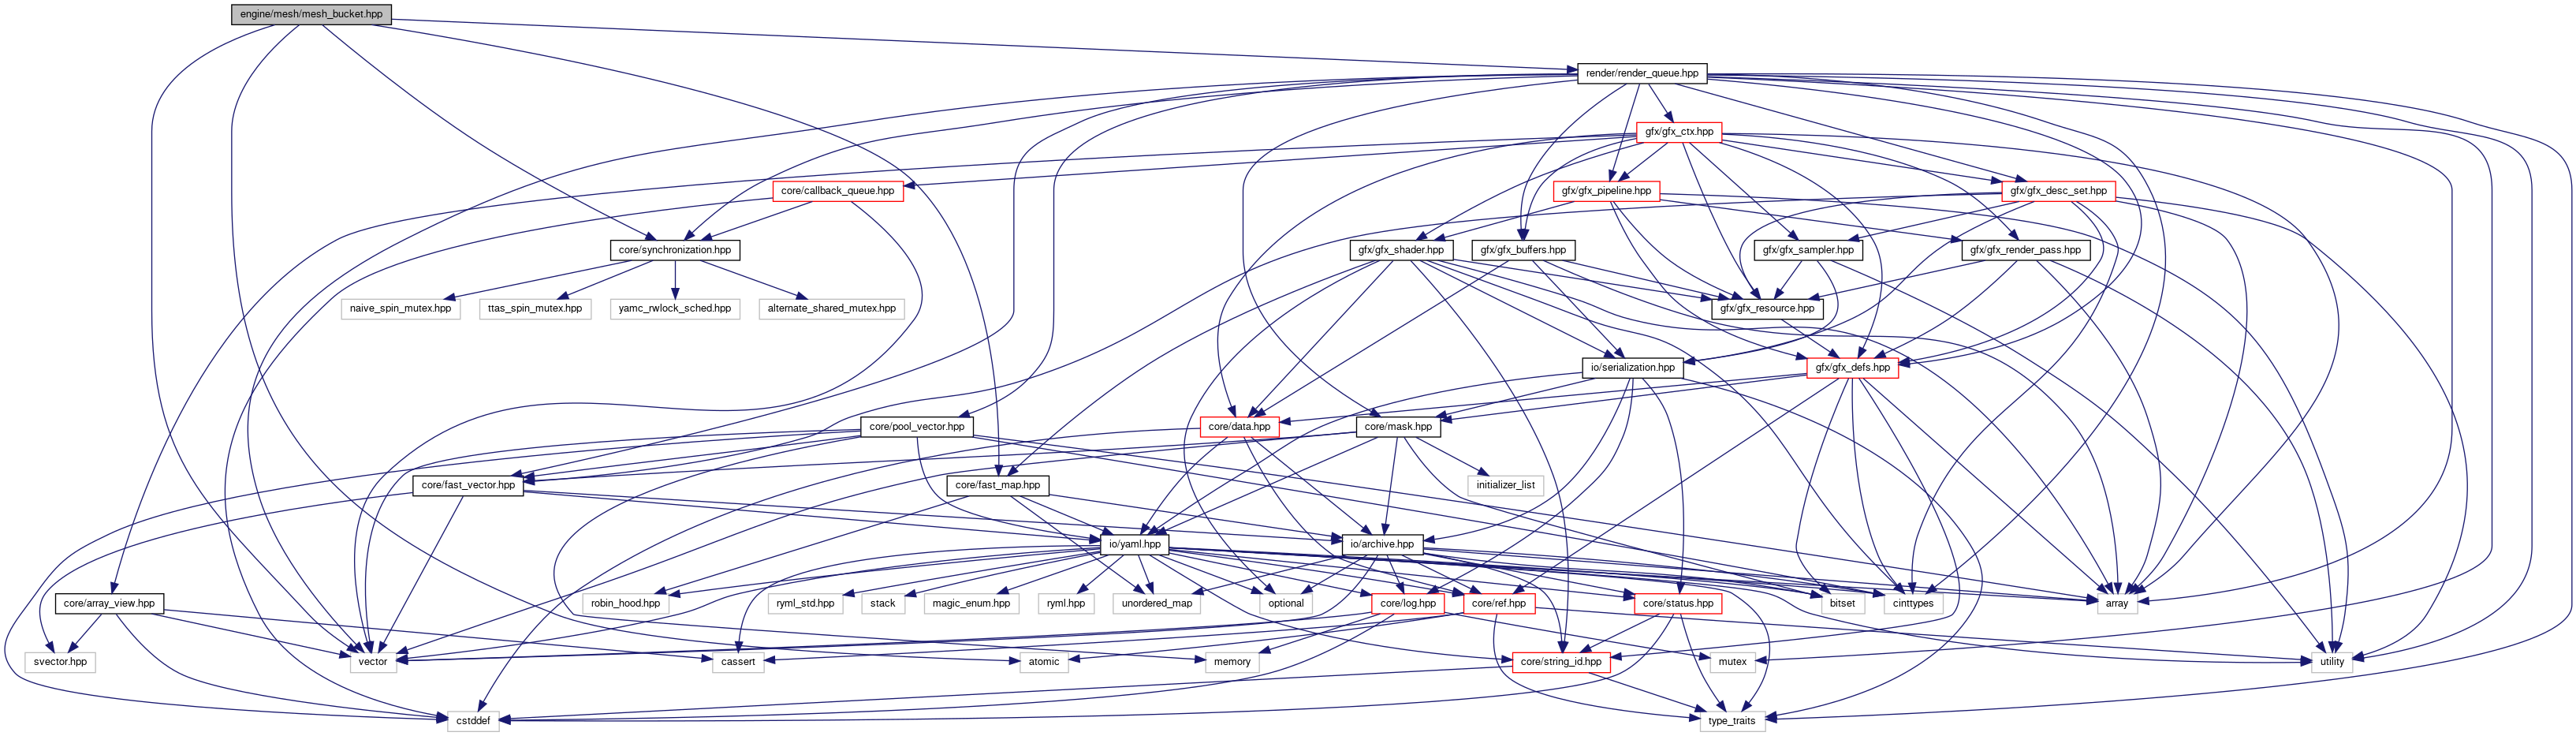 engine/mesh/mesh_bucket.hpp
render/render_queue.hpp
gfx/gfx_ctx.hpp
core/callback_queue.hpp
gfx/gfx_pipeline.hpp
gfx/gfx_desc_set.hpp
core/synchronization.hpp
gfx/gfx_shader.hpp
gfx/gfx_buffers.hpp
gfx/gfx_sampler.hpp
gfx/gfx_render_pass.hpp
naive_spin_mutex.hpp
ttas_spin_mutex.hpp
yamc_rwlock_sched.hpp
alternate_shared_mutex.hpp
gfx/gfx_resource.hpp
io/serialization.hpp
gfx/gfx_defs.hpp
core/pool_vector.hpp
core/data.hpp
core/mask.hpp
core/fast_vector.hpp
core/fast_map.hpp
initializer_list
io/yaml.hpp
io/archive.hpp
core/array_view.hpp
robin_hood.hpp
ryml_std.hpp
stack
magic_enum.hpp
ryml.hpp
unordered_map
optional
core/log.hpp
core/ref.hpp
core/status.hpp
bitset
cinttypes
array
svector.hpp
vector
cassert
atomic
memory
core/string_id.hpp
mutex
utility
cstddef
type_traits